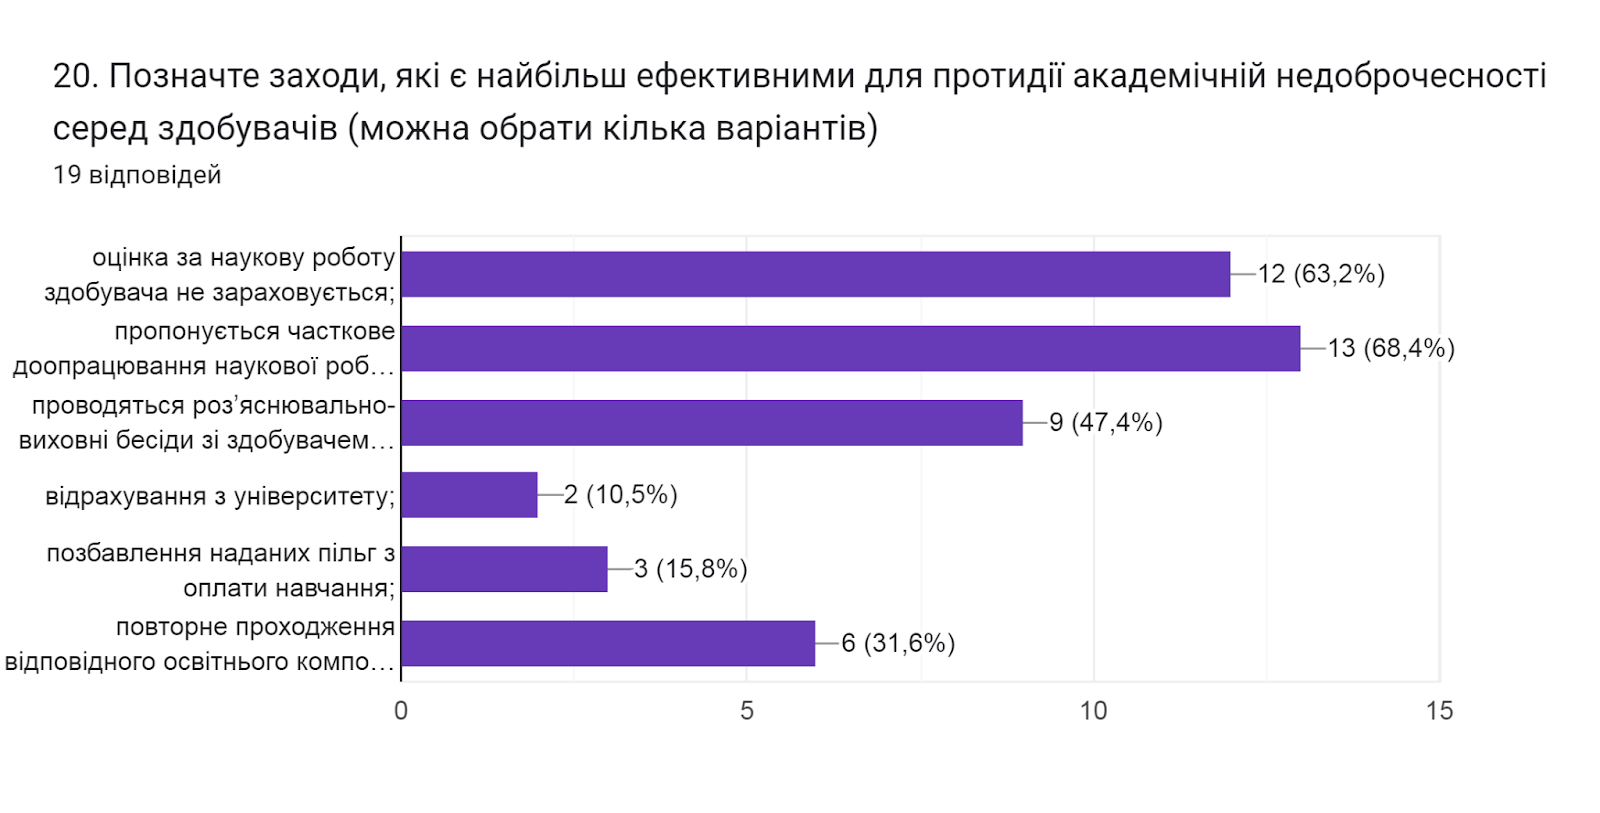 20. Позначте заходи, які є найбільш ефективними для протидії академічній недоброчесності
серед здобувачів (можна обрати кілька варіантів)
19 відповідей
оцінка за наукову роботу
здобувача не зараховується;
12 (63,2%)
пропонується часткове
доопрацювання наукової роб…
13 (68,4%)
проводяться роз’яснювально-
виховні бесіди зі здобувачем…
9 (47,4%)
відрахування з університету;
2 (10,5%)
позбавлення наданих пільг з
оплати навчання;
3 (15,8%)
повторне проходження
відповідного освітнього компо…
6 (31,6%)
0 5 10 15